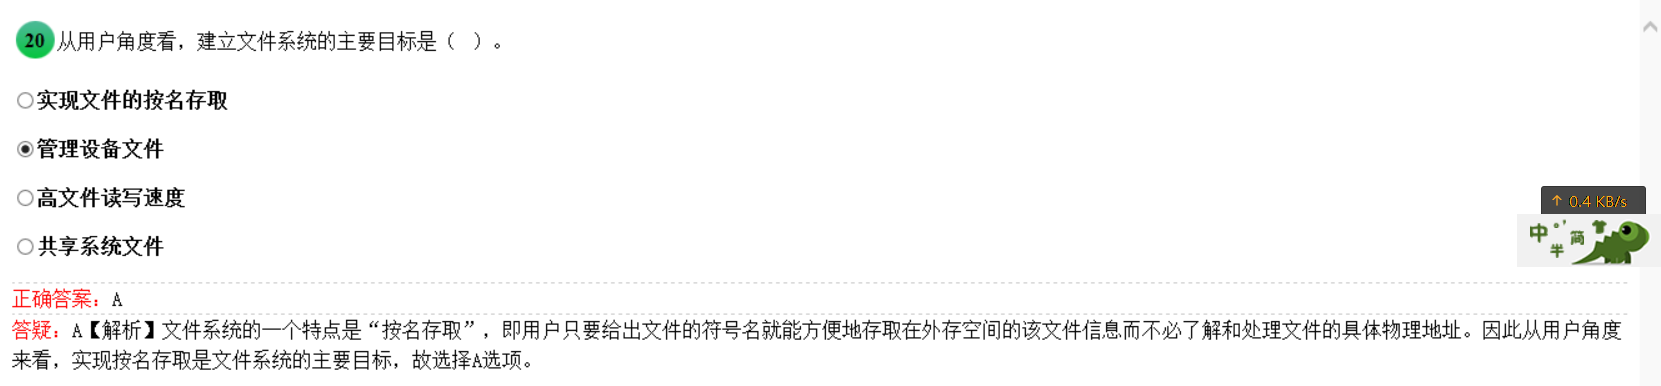 20 从用户角度看，建立文件系统的主要目标是（ ）。
实现文件的按名存取
管理设备文件
高文件读写速度
共享系统文件
↑ 0.4 KB/s
中 °’ 半 简
正确答案：A
答疑：A【解析】文件系统的一个特点是“按名存取”，即用户只要给出文件的符号名就能方便地存取在外存空间的该文件信息而不必了解和处理文件的具体物理地址。因此从用户角度
来看，实现按名存取是文件系统的主要目标，故选择A选项。